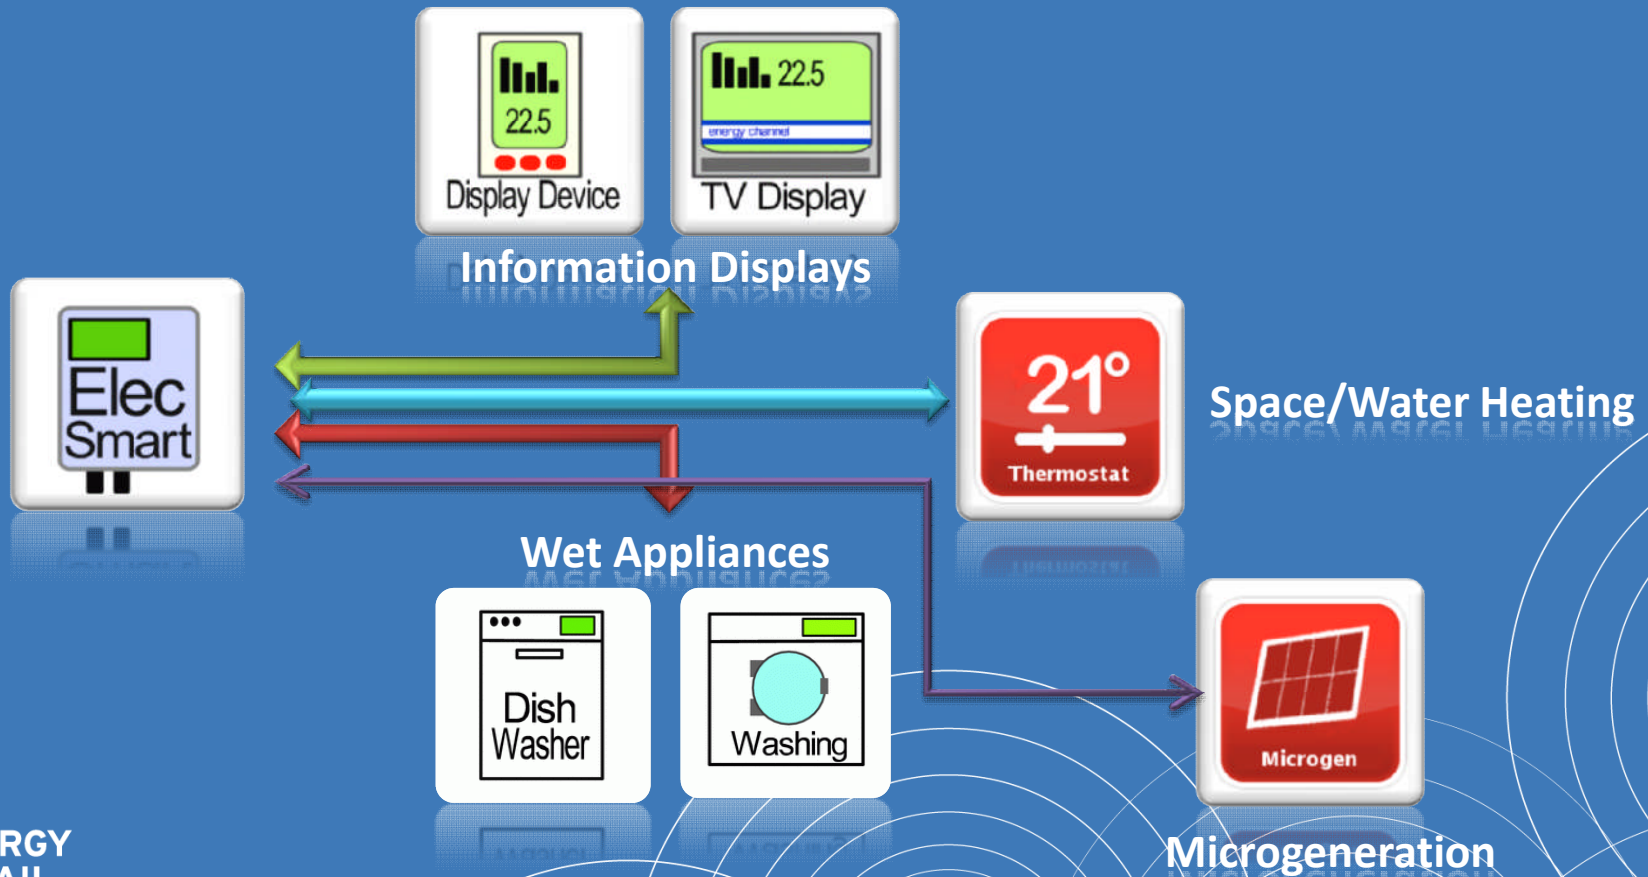 22.5
Display Device
22.5
energy channel
TV Display
Information Displays
Elec
Smart
21°
Thermostat
Space/Water Heating
Wet Appliances
Dish
Washer
Washing
Microgen
Microgeneration
RGY